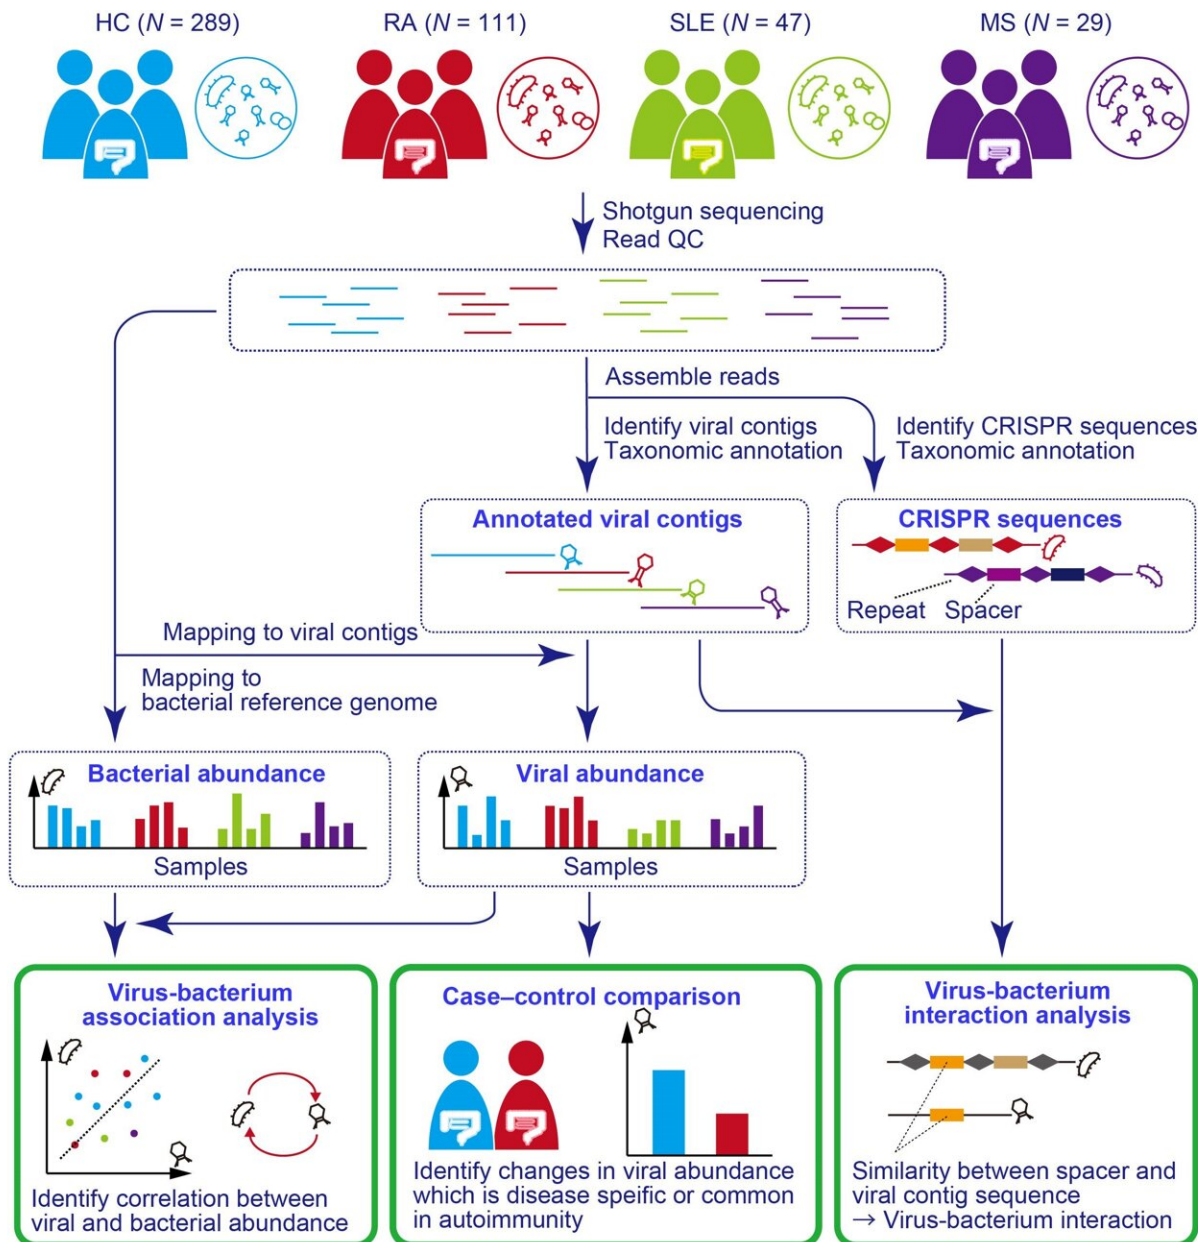 HC (N = 289)
RA (N = 111)
SLE (N = 47)
MS (N = 29)
Shotgun sequencing
Read QC
Assemble reads
Identify viral contigs
Taxonomic annotation
Identify CRISPR sequences
Taxonomic annotation
Annotated viral contigs
CRISPR sequences
Repeat
Spacer
Mapping to viral contigs
Mapping to
bacterial reference genome
Bacterial abundance
Samples
Viral abundance
Samples
Virus-bacterium
association analysis
Identify correlation between
viral and bacterial abundance
Case–control comparison
Identify changes in viral abundance
which is disease speific or common
in autoimmunity
Virus-bacterium
interaction analysis
Similarity between spacer and
viral contig sequence
→ Virus-bacterium interaction